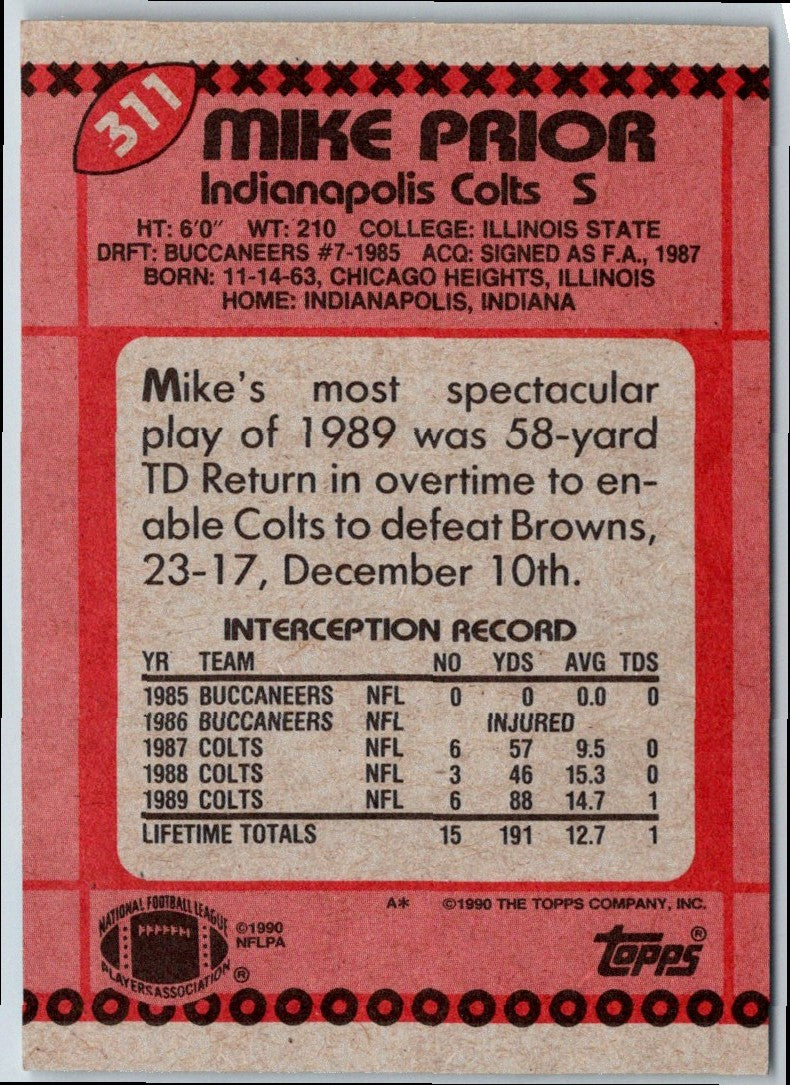 311
MIKE PRIOR
Indianapolis Colts S
HT: 6'0" WT: 210 COLLEGE: ILLINOIS STATE
DRFT: BUCCANEERS #7-1985 ACQ: SIGNED AS F.A., 1987
BORN: 11-14-63, CHICAGO HEIGHTS, ILLINOIS
HOME: INDIANAPOLIS, INDIANA
Mike's most spectacular
play of 1989 was 58-yard
TD Return in overtime to en-
able Colts to defeat Browns,
23-17, December 10th.
INTERCEPTION RECORD
YR TEAM NO YDS AVG TDS
1985 BUCCANEERS NFL 0 0 0.0 0
1986 BUCCANEERS NFL INJURED
1987 COLTS NFL 6 57 9.5 0
1988 COLTS NFL 3 46 15.3 0
1989 COLTS NFL 6 88 14.7 1
LIFETIME TOTALS 15 191 12.7 1
A* ©1990 THE TOPPS COMPANY, INC.
NATIONAL FOOTBALL LEAGUE
PLAYERS ASSOCIATION ®
©1990
NFLPA
topps®